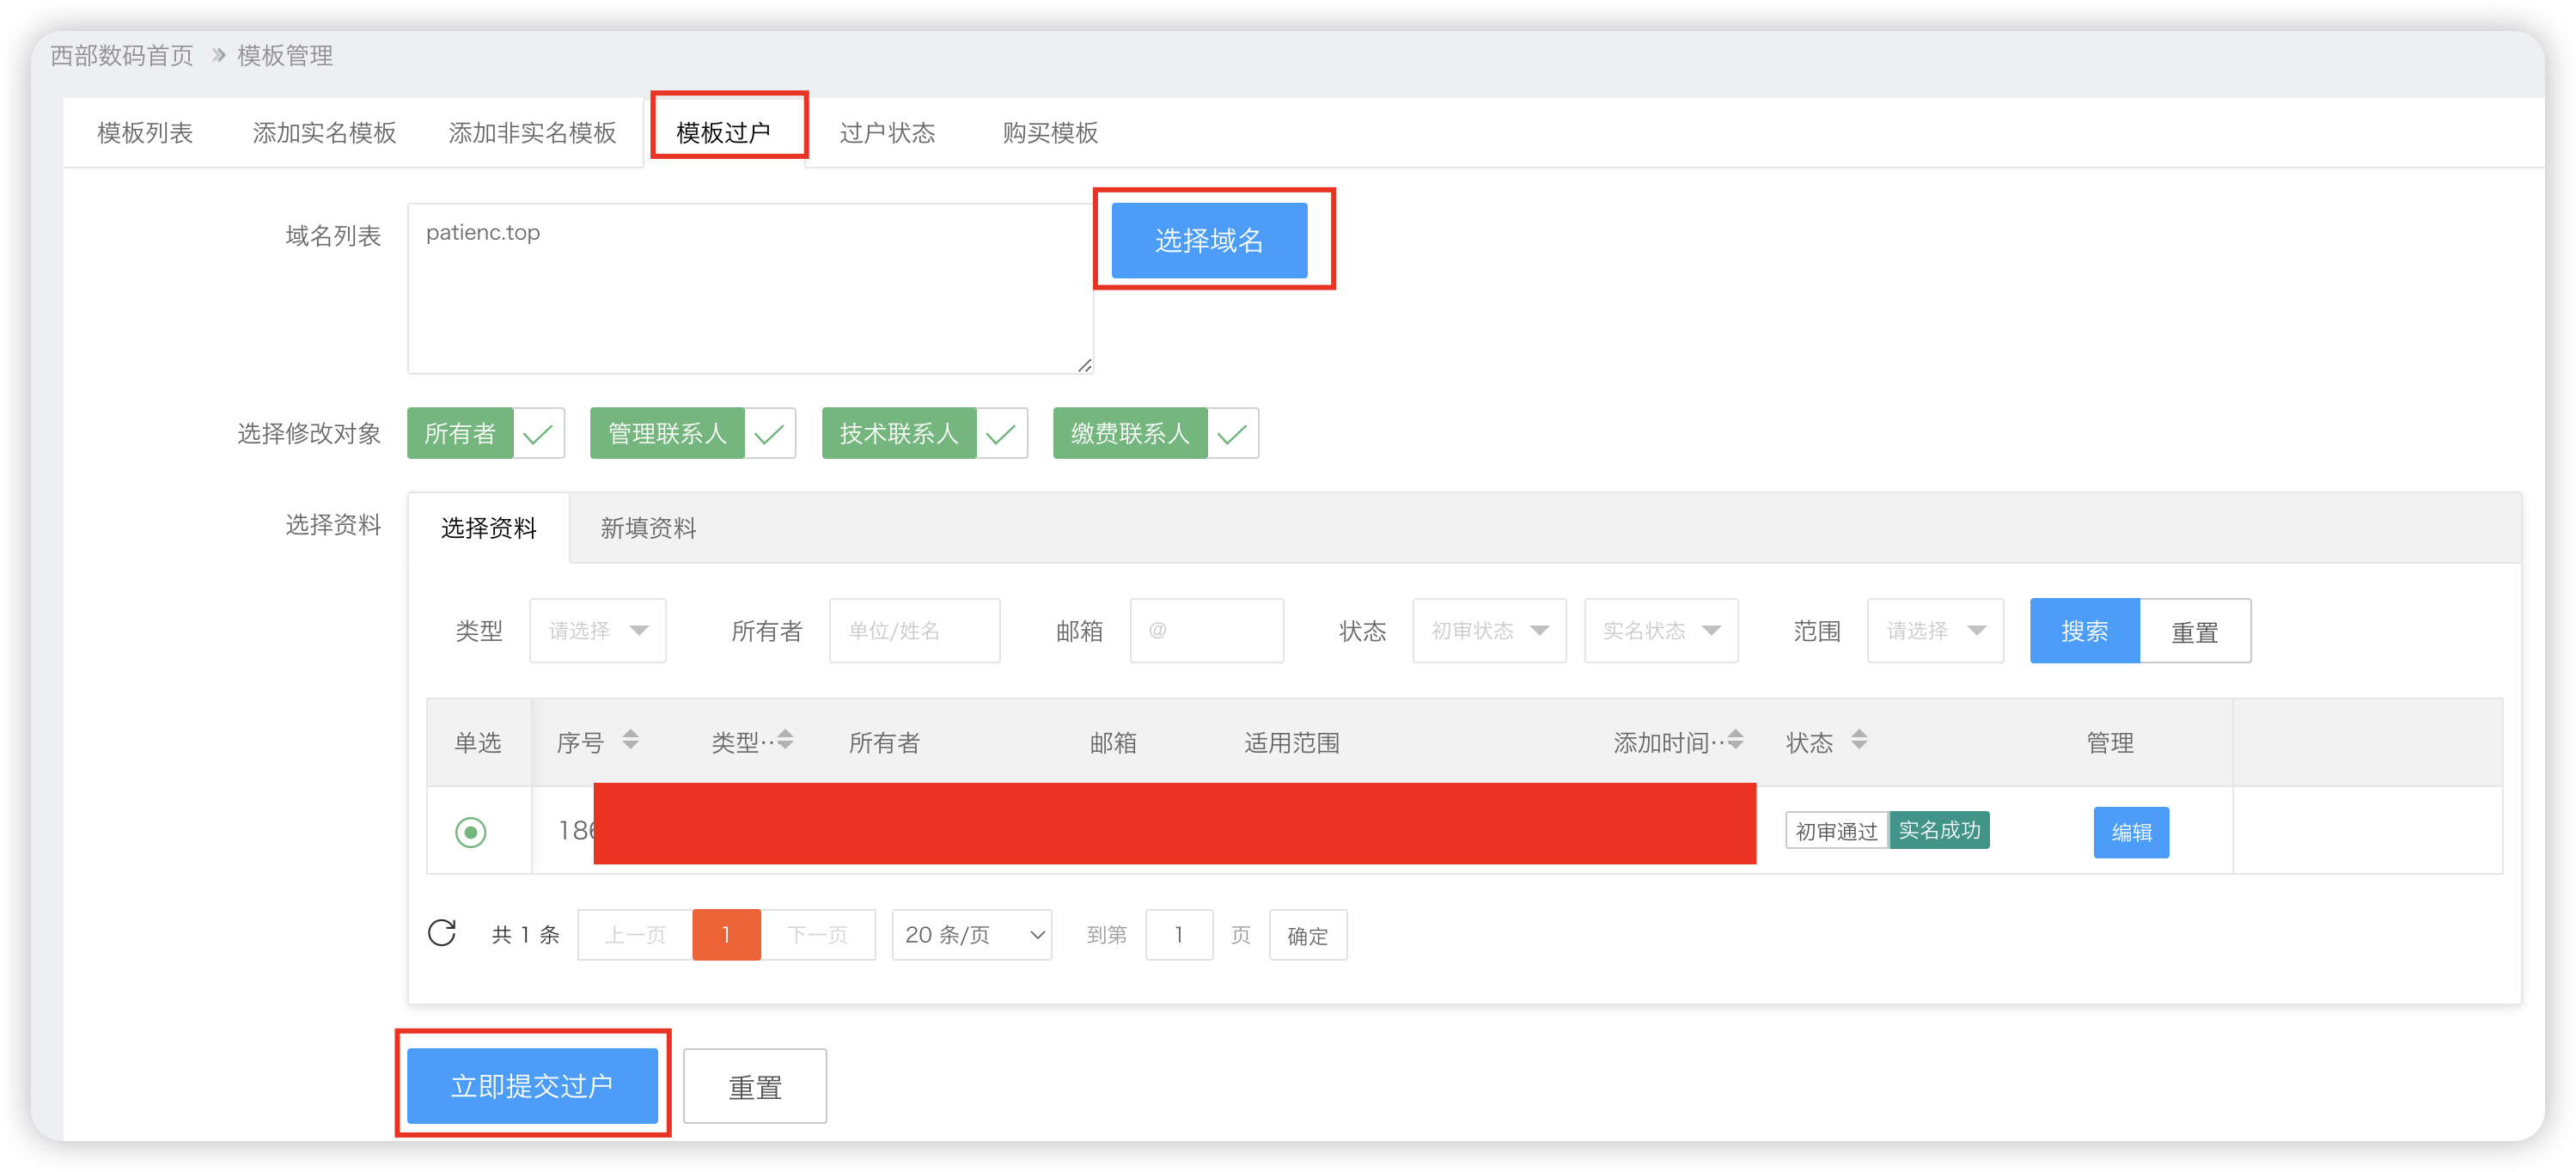 西部数码首页 » 模板管理
模板列表 添加实名模板 添加非实名模板 模板过户 过户状态 购买模板
域名列表 patienc.top 选择域名
选择修改对象 所有者 管理联系人 技术联系人 缴费联系人
选择资料 选择资料 新填资料
类型 请选择 所有者 单位/姓名 邮箱 @ 状态 初审状态 实名状态 范围 请选择 搜索 重置
单选 序号 类型·· 所有者 邮箱 适用范围 添加时间·· 状态 管理
186 初审通过 实名成功 编辑
共 1 条 上一页 1 下一页 20 条/页 到第 1 页 确定
立即提交过户 重置